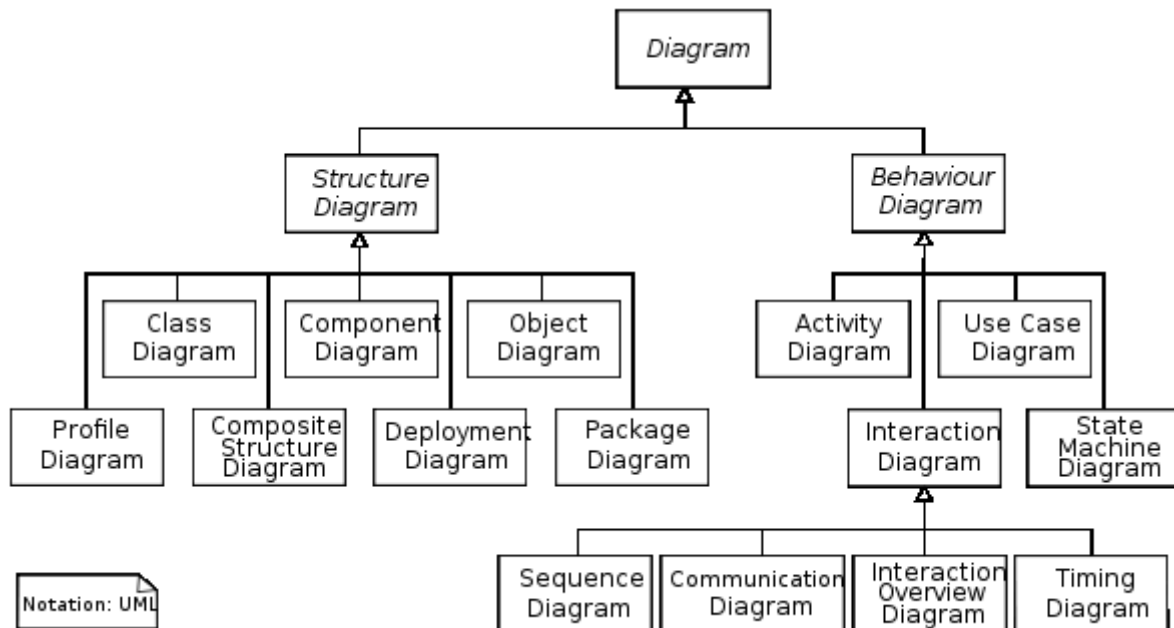 Diagram
Structure
Diagram
Behaviour
Diagram
Class
Diagram
Component
Diagram
Object
Diagram
Activity
Diagram
Use Case
Diagram
Profile
Diagram
Composite
Structure
Diagram
Deployment
Diagram
Package
Diagram
Interaction
Diagram
State
Machine
Diagram
Sequence
Diagram
Communication
Diagram
Interaction
Overview
Diagram
Timing
Diagram
Notation: UML